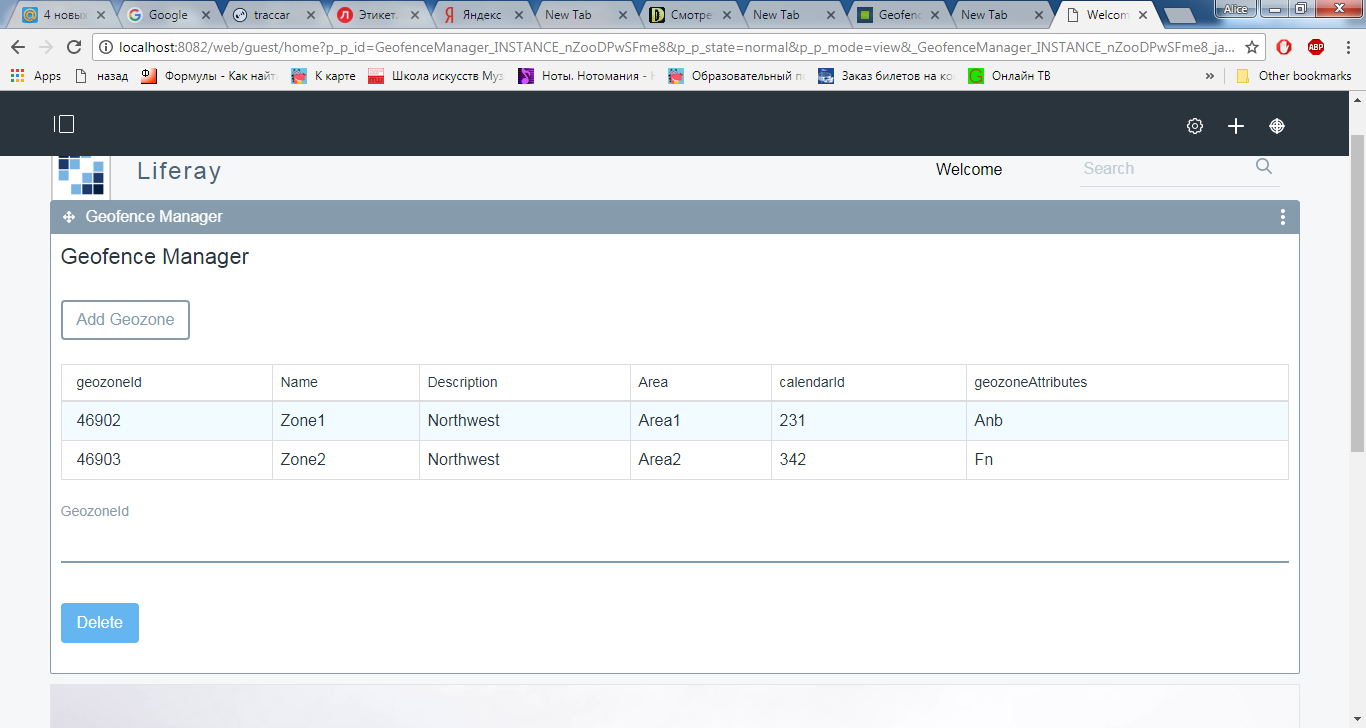 4 новы Google traccar Этикет. Яндекс New Tab Смотре New Tab Geofenc New Tab Welcom Alice
localhost:8082/web/guest/home?p_p_id=GeofenceManager_INSTANCE_nZooDPwSFme8&p_p_state=normal&p_p_mode=view&_GeofenceManager_INSTANCE_nZooDPwSFme8_ja... ABP
Apps назад Формулы - Как найт К карте Школа искусств Муз Ноты. Нотомания - Образовательный п Заказ билетов на ко Онлайн ТВ » Other bookmarks
Liferay Welcome Search
Geofence Manager
Geofence Manager
Add Geozone
geozoneId Name Description Area calendarId geozoneAttributes
46902 Zone1 Northwest Area1 231 Anb
46903 Zone2 Northwest Area2 342 Fn
GeozoneId
Delete